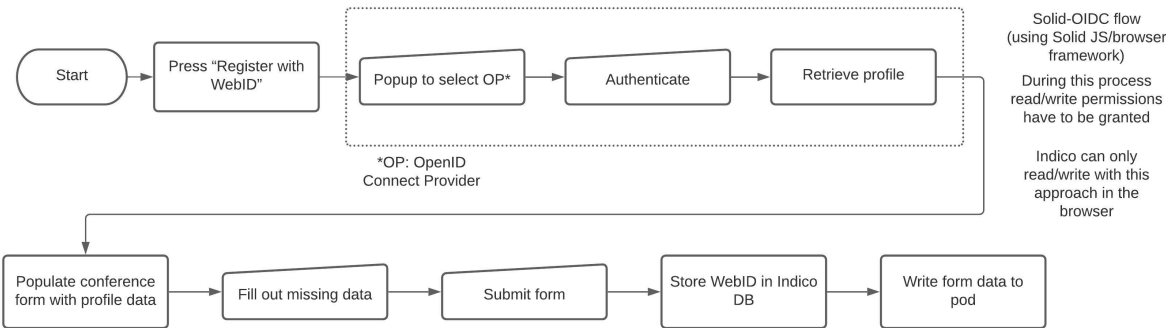 Start
Press “Register with
WebID”
Popup to select OP*
Authenticate
Retrieve profile
Solid-OIDC flow
(using Solid JS/browser
framework)
During this process
read/write permissions
have to be granted
Indico can only
read/write with this
approach in the
browser
*OP: OpenID
Connect Provider
Populate conference
form with profile data
Fill out missing data
Submit form
Store WebID in Indico
DB
Write form data to
pod